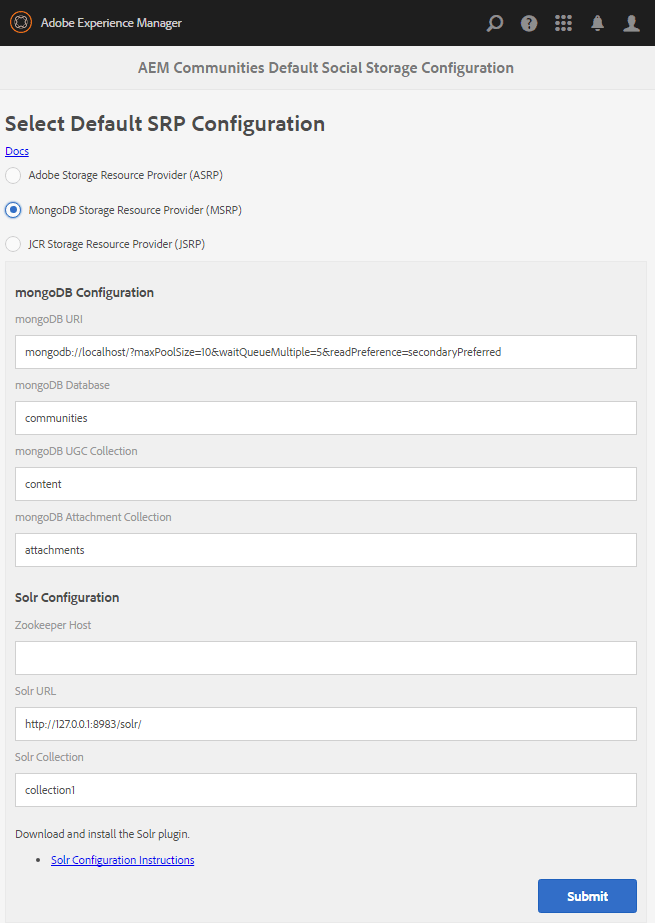 Adobe Experience Manager
AEM Communities Default Social Storage Configuration
Select Default SRP Configuration
Docs
Adobe Storage Resource Provider (ASRP)
MongoDB Storage Resource Provider (MSRP)
JCR Storage Resource Provider (JSRP)
mongoDB Configuration
mongoDB URI
mongodb://localhost/?maxPoolSize=10&waitQueueMultiple=5&readPreference=secondaryPreferred
mongoDB Database
communities
mongoDB UGC Collection
content
mongoDB Attachment Collection
attachments
Solr Configuration
Zookeeper Host
Solr URL
http://127.0.0.1:8983/solr/
Solr Collection
collection1
Download and install the Solr plugin.
• Solr Configuration Instructions
Submit